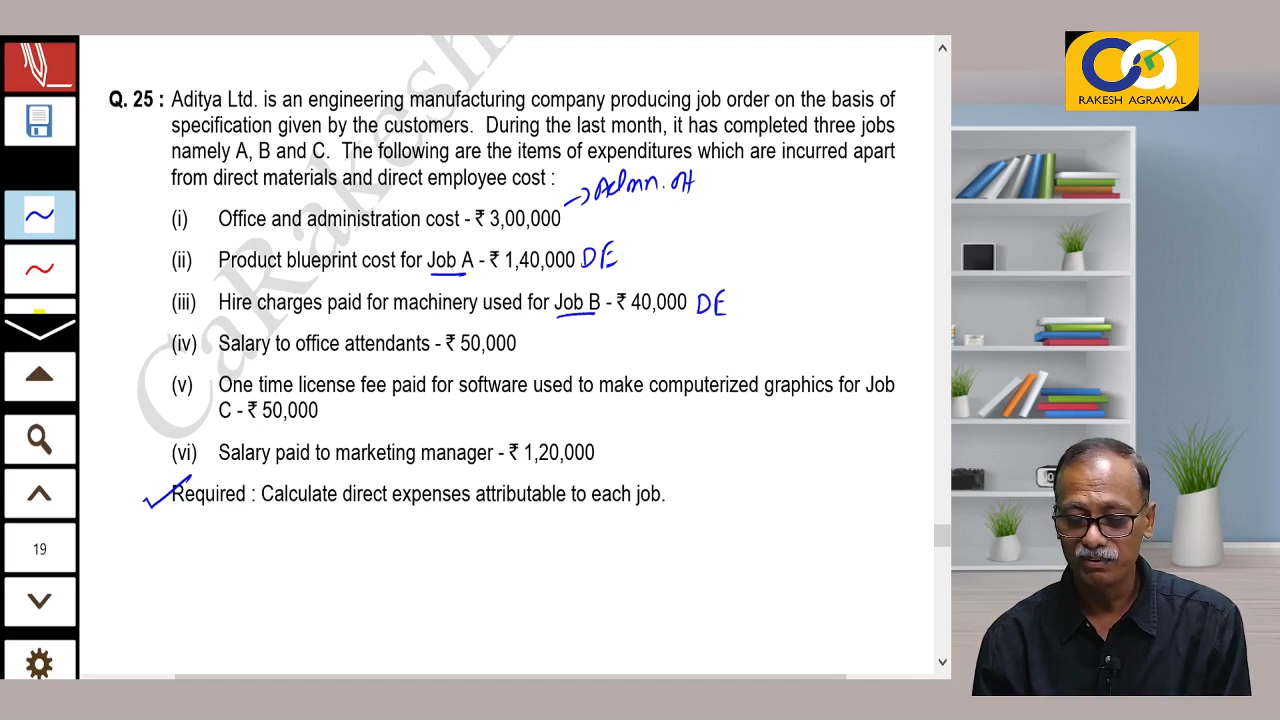 RAKESH AGRAWAL
CaRakesh
Q. 25 : Aditya Ltd. is an engineering manufacturing company producing job order on the basis of
specification given by the customers. During the last month, it has completed three jobs
namely A, B and C. The following are the items of expenditures which are incurred apart
from direct materials and direct employee cost :
→ Admn. OH
(i) Office and administration cost - ₹ 3,00,000
(ii) Product blueprint cost for Job A - ₹ 1,40,000 DE
(iii) Hire charges paid for machinery used for Job B - ₹ 40,000 DE
(iv) Salary to office attendants - ₹ 50,000
(v) One time license fee paid for software used to make computerized graphics for Job
C - ₹ 50,000
(vi) Salary paid to marketing manager - ₹ 1,20,000
Required : Calculate direct expenses attributable to each job.
19